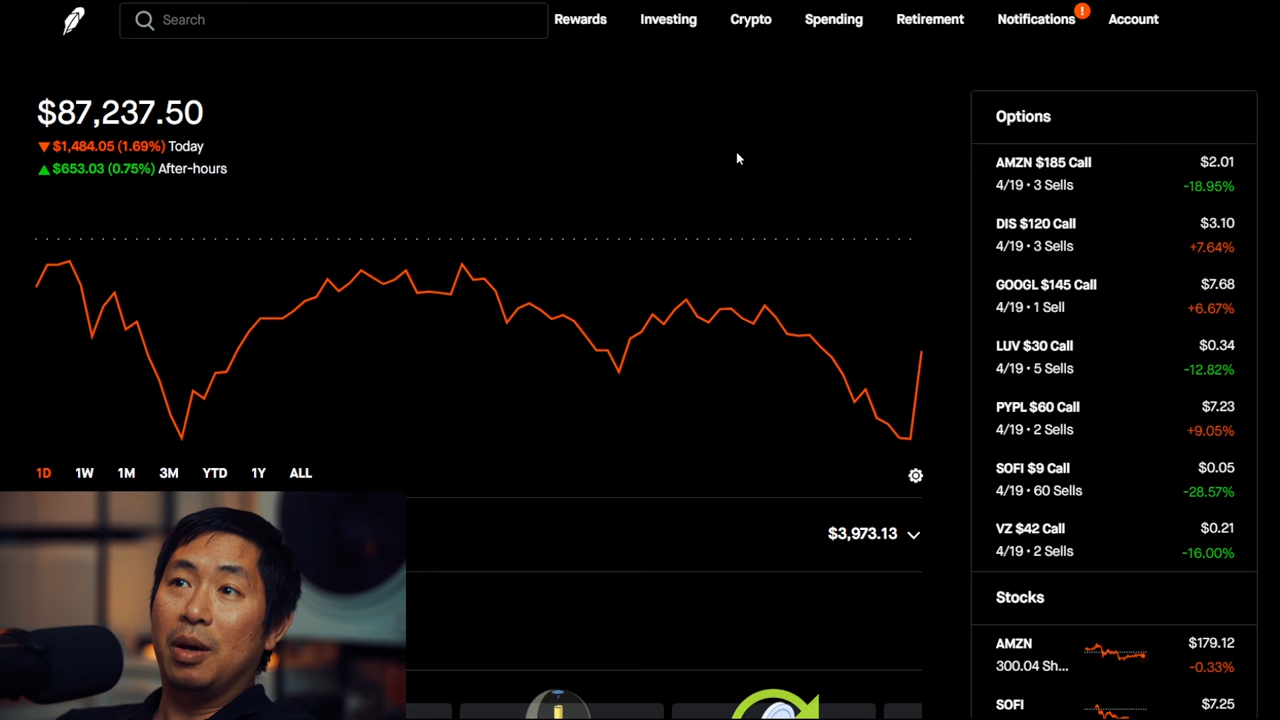 Search
Rewards
Investing
Crypto
Spending
Retirement
Notifications
!
Account
$87,237.50
▼ $1,484.05 (1.69%) Today
▲ $653.03 (0.75%) After-hours
1D 1W 1M 3M YTD 1Y ALL
$3,973.13
Options
AMZN $185 Call $2.01
4/19 • 3 Sells -18.95%
DIS $120 Call $3.10
4/19 • 3 Sells +7.64%
GOOGL $145 Call $7.68
4/19 • 1 Sell +6.67%
LUV $30 Call $0.34
4/19 • 5 Sells -12.82%
PYPL $60 Call $7.23
4/19 • 2 Sells +9.05%
SOFI $9 Call $0.05
4/19 • 60 Sells -28.57%
VZ $42 Call $0.21
4/19 • 2 Sells -16.00%
Stocks
AMZN $179.12
300.04 Sh... -0.33%
SOFI $7.25